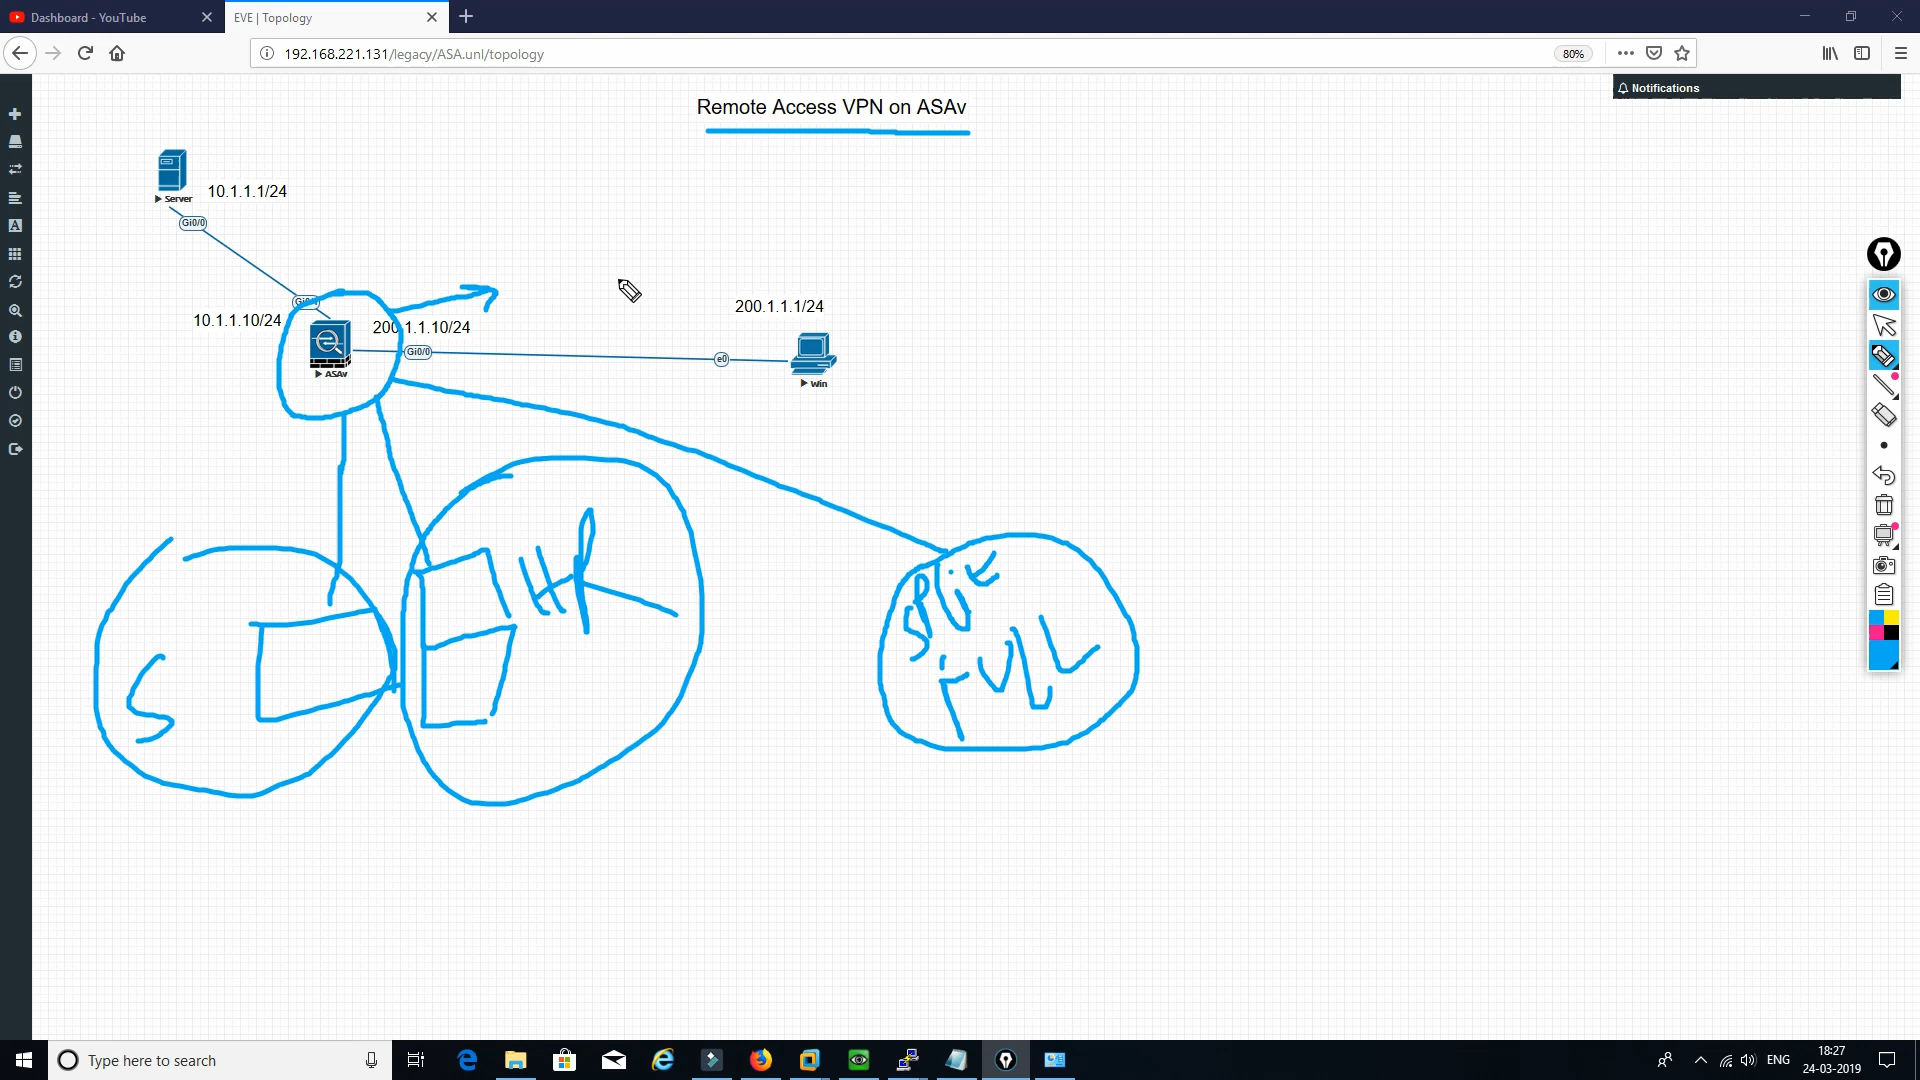 Dashboard - YouTube
EVE | Topology
192.168.221.131/legacy/ASA.unl/topology
80%
Notifications
Remote Access VPN on ASAv
10.1.1.1/24
Server
Gi0/0
10.1.1.10/24
200.1.1.10/24
200.1.1.1/24
Gi0/0
e0
ASAv
Win
HR
S
FULL
Type here to search
ENG
18:27
24-03-2019